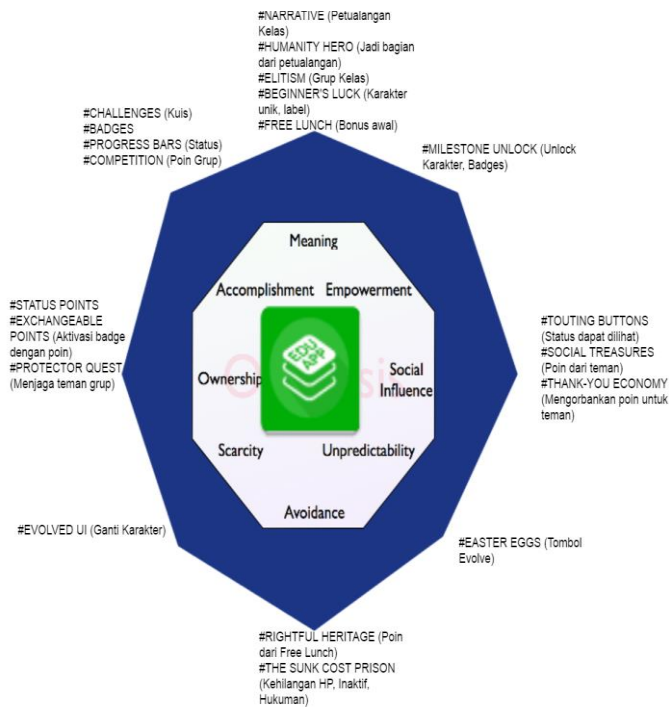 #NARRATIVE (Petualangan
Kelas)
#HUMANITY HERO (Jadi bagian
dari petualangan)
#ELITISM (Grup Kelas)
#BEGINNER'S LUCK (Karakter
unik, label)
#FREE LUNCH (Bonus awal)
#CHALLENGES (Kuis)
#BADGES
#PROGRESS BARS (Status)
#COMPETITION (Poin Grup)
#MILESTONE UNLOCK (Unlock
Karakter, Badges)
Meaning
Accomplishment
Empowerment
EDU
APP
Ownership
Social
Influence
Scarcity
Unpredictability
Avoidance
#STATUS POINTS
#EXCHANGEABLE
POINTS (Aktivasi badge
dengan poin)
#PROTECTOR QUEST
(Menjaga teman grup)
#TOUTING BUTTONS
(Status dapat dilihat)
#SOCIAL TREASURES
(Poin dari teman)
#THANK-YOU ECONOMY
(Mengorbankan poin untuk
teman)
#EVOLVED UI (Ganti Karakter)
#EASTER EGGS (Tombol
Evolve)
#RIGHTFUL HERITAGE (Poin
dari Free Lunch)
#THE SUNK COST PRISON
(Kehilangan HP, Inaktif,
Hukuman)